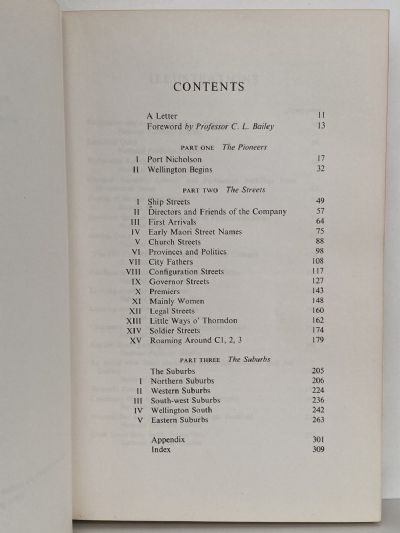 CONTENTS
A Letter 11
Foreword by Professor C. L. Bailey 13
PART ONE The Pioneers
I Port Nicholson 17
II Wellington Begins 32
PART TWO The Streets
I Ship Streets 49
II Directors and Friends of the Company 57
III First Arrivals 64
IV Early Maori Street Names 75
V Church Streets 88
VI Provinces and Politics 98
VII City Fathers 108
VIII Configuration Streets 117
IX Governor Streets 127
X Premiers 143
XI Mainly Women 148
XII Legal Streets 160
XIII Little Ways o' Thorndon 162
XIV Soldier Streets 174
XV Roaming Around C1, 2, 3 179
PART THREE The Suburbs
The Suburbs 205
I Northern Suburbs 206
II Western Suburbs 224
III South-west Suburbs 236
IV Wellington South 242
V Eastern Suburbs 263
Appendix 301
Index 309